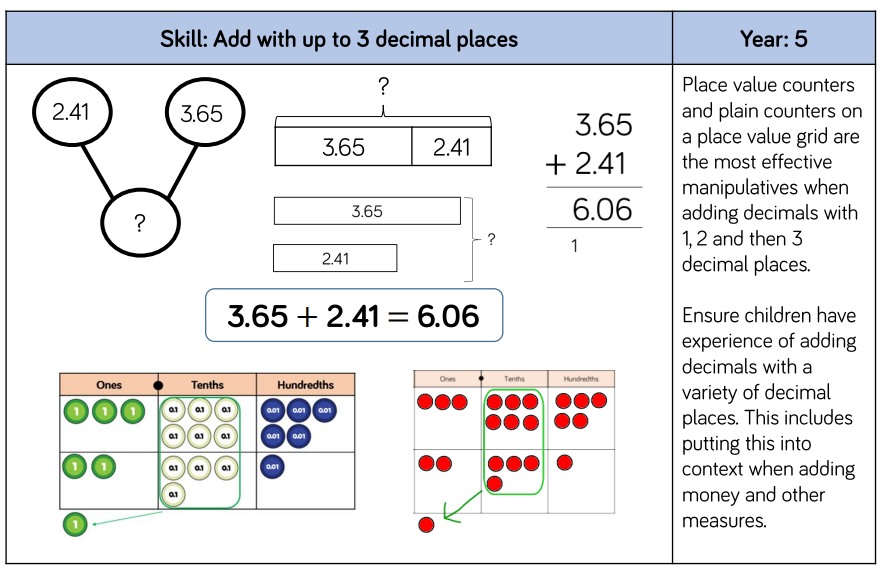 Skill: Add with up to 3 decimal places
Year: 5
2.41
3.65
?
?
3.65
2.41
3.65
2.41
?
3.65
+ 2.41
6.06
1
3.65 + 2.41 = 6.06
Ones Tenths Hundredths
1 1 1 0.1 0.1 0.1 0.01 0.01 0.01
0.1 0.1 0.1 0.01 0.01
1 1 0.1 0.1 0.1 0.01
0.1
1
Ones Tenths Hundredths
Place value counters
and plain counters on
a place value grid are
the most effective
manipulatives when
adding decimals with
1, 2 and then 3
decimal places.
Ensure children have
experience of adding
decimals with a
variety of decimal
places. This includes
putting this into
context when adding
money and other
measures.